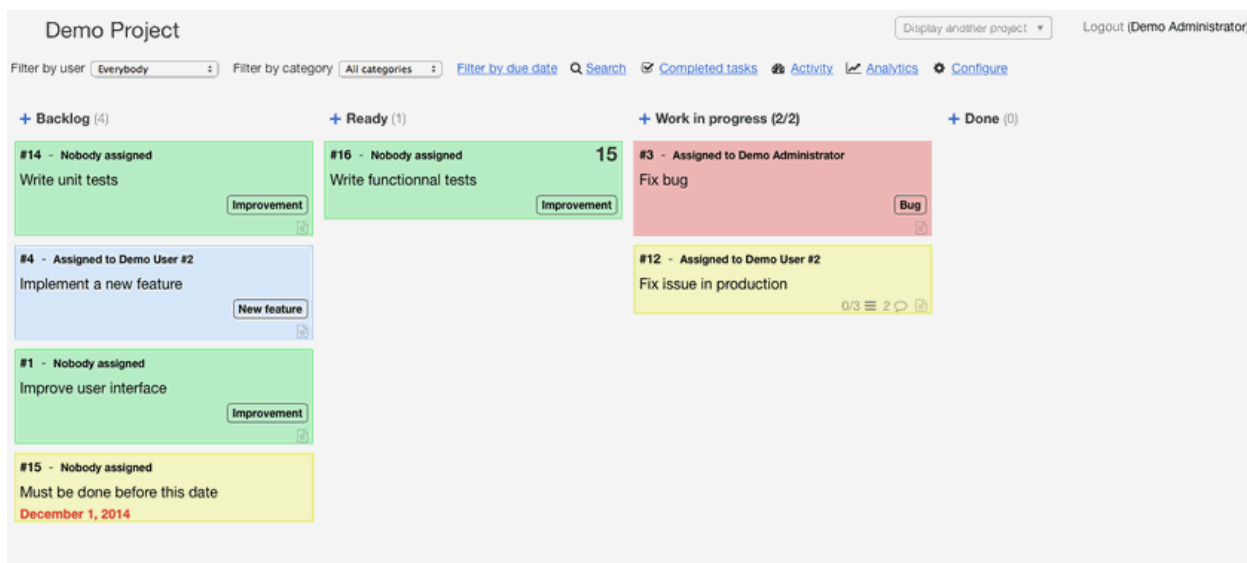 Demo Project
Display another project
Logout (Demo Administrator)
Filter by user Everybody Filter by category All categories Filter by due date Search Completed tasks Activity Analytics Configure
+ Backlog (4)
#14 - Nobody assigned
Write unit tests
Improvement
#4 - Assigned to Demo User #2
Implement a new feature
New feature
#1 - Nobody assigned
Improve user interface
Improvement
#15 - Nobody assigned
Must be done before this date
December 1, 2014
+ Ready (1)
#16 - Nobody assigned 15
Write functionnal tests
Improvement
+ Work in progress (2/2)
#3 - Assigned to Demo Administrator
Fix bug
Bug
#12 - Assigned to Demo User #2
Fix issue in production
0/3 2
+ Done (0)